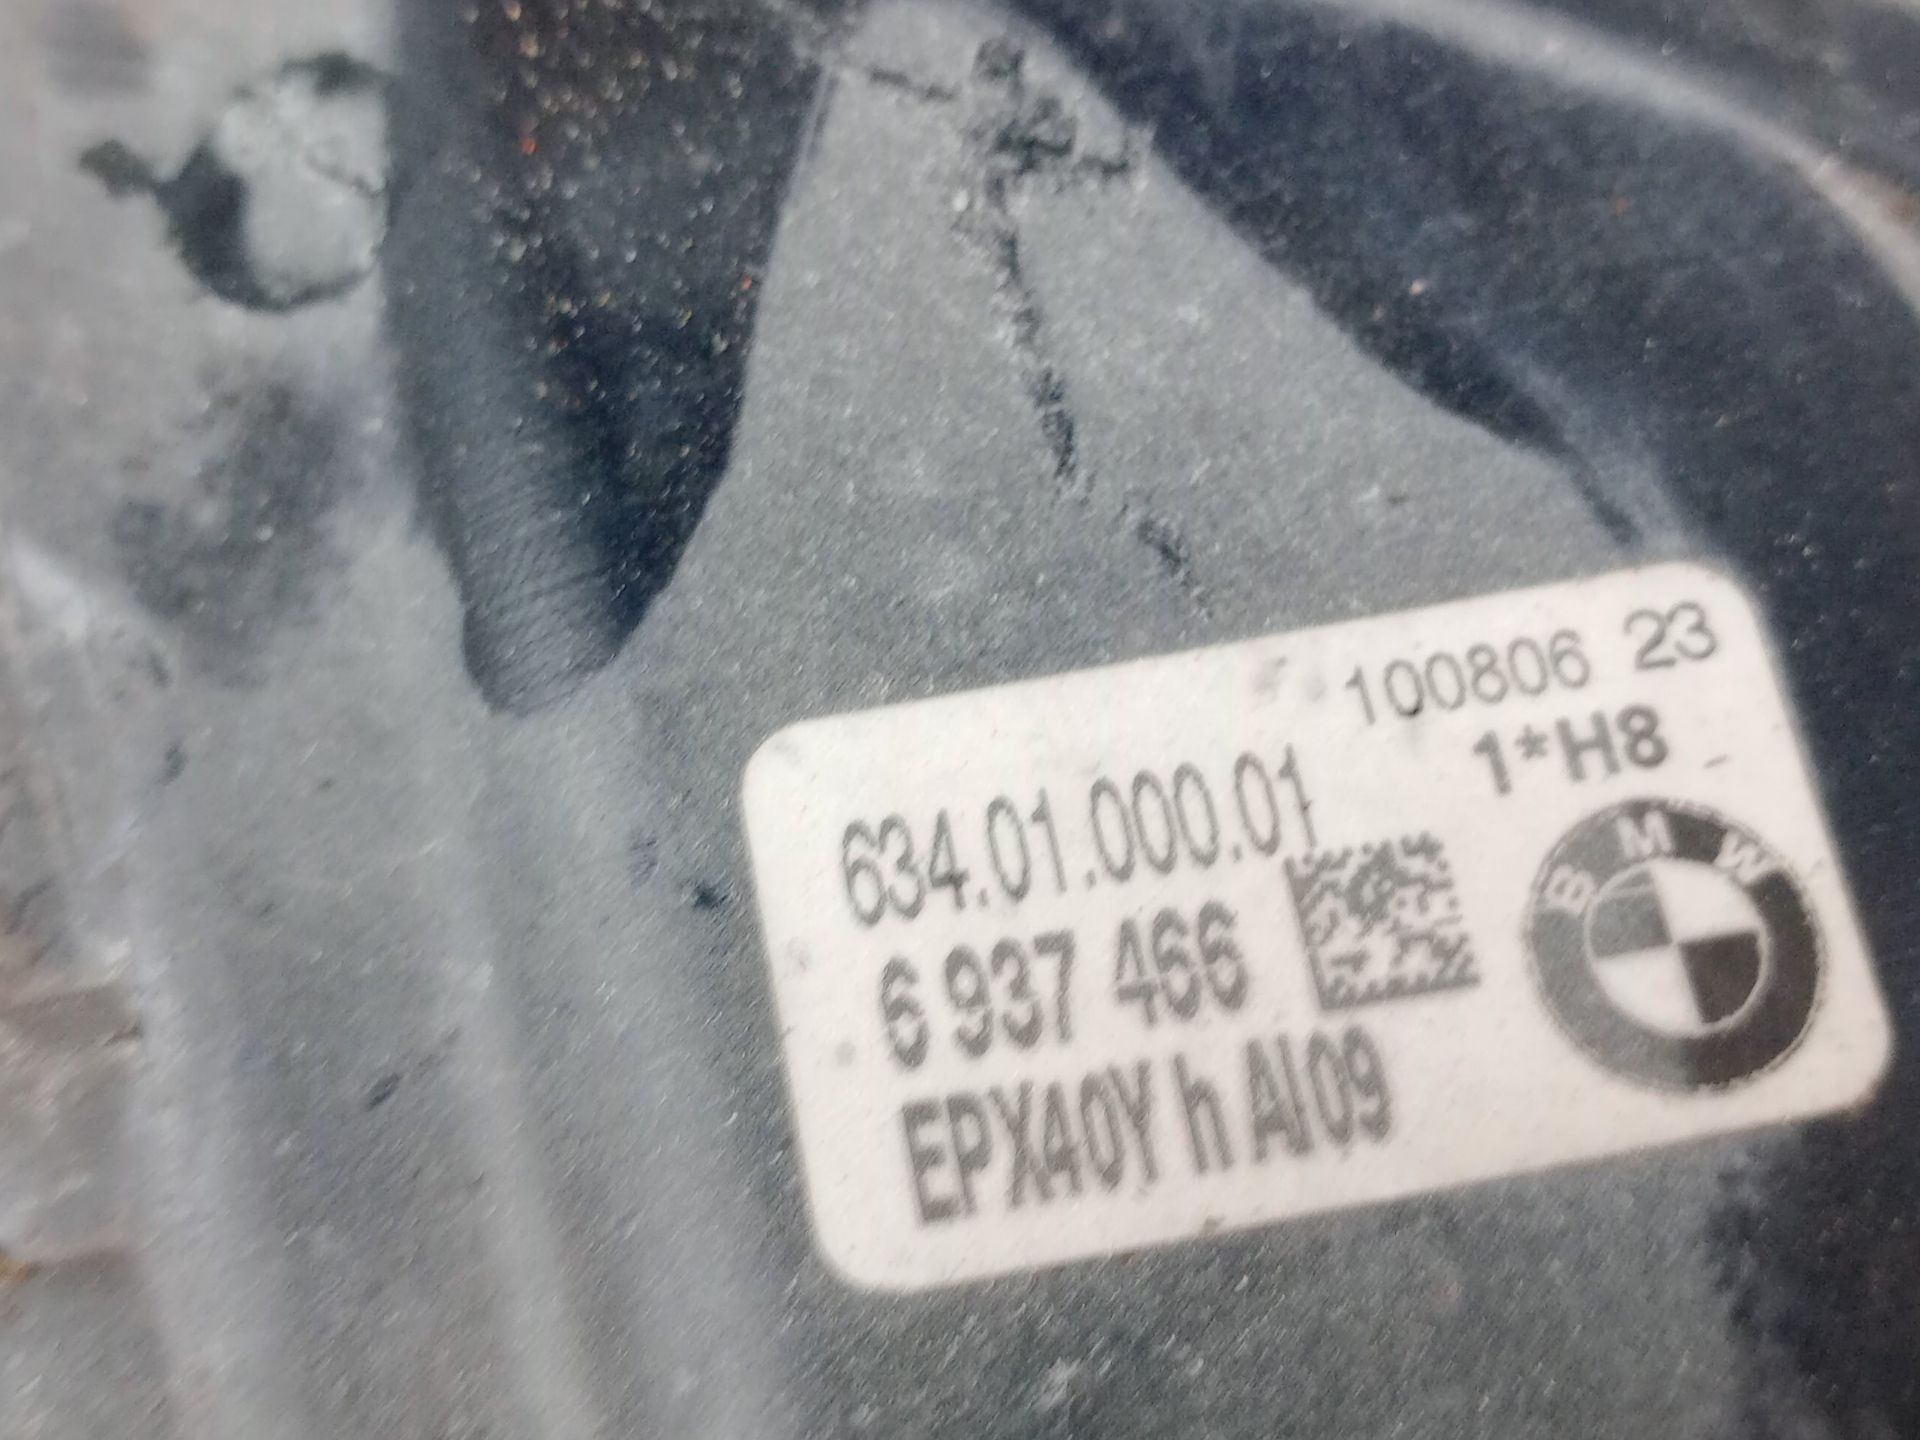 100806 23
1*H8
634.01.000.01
6 937 466
EPX40Y h AI09
BMW